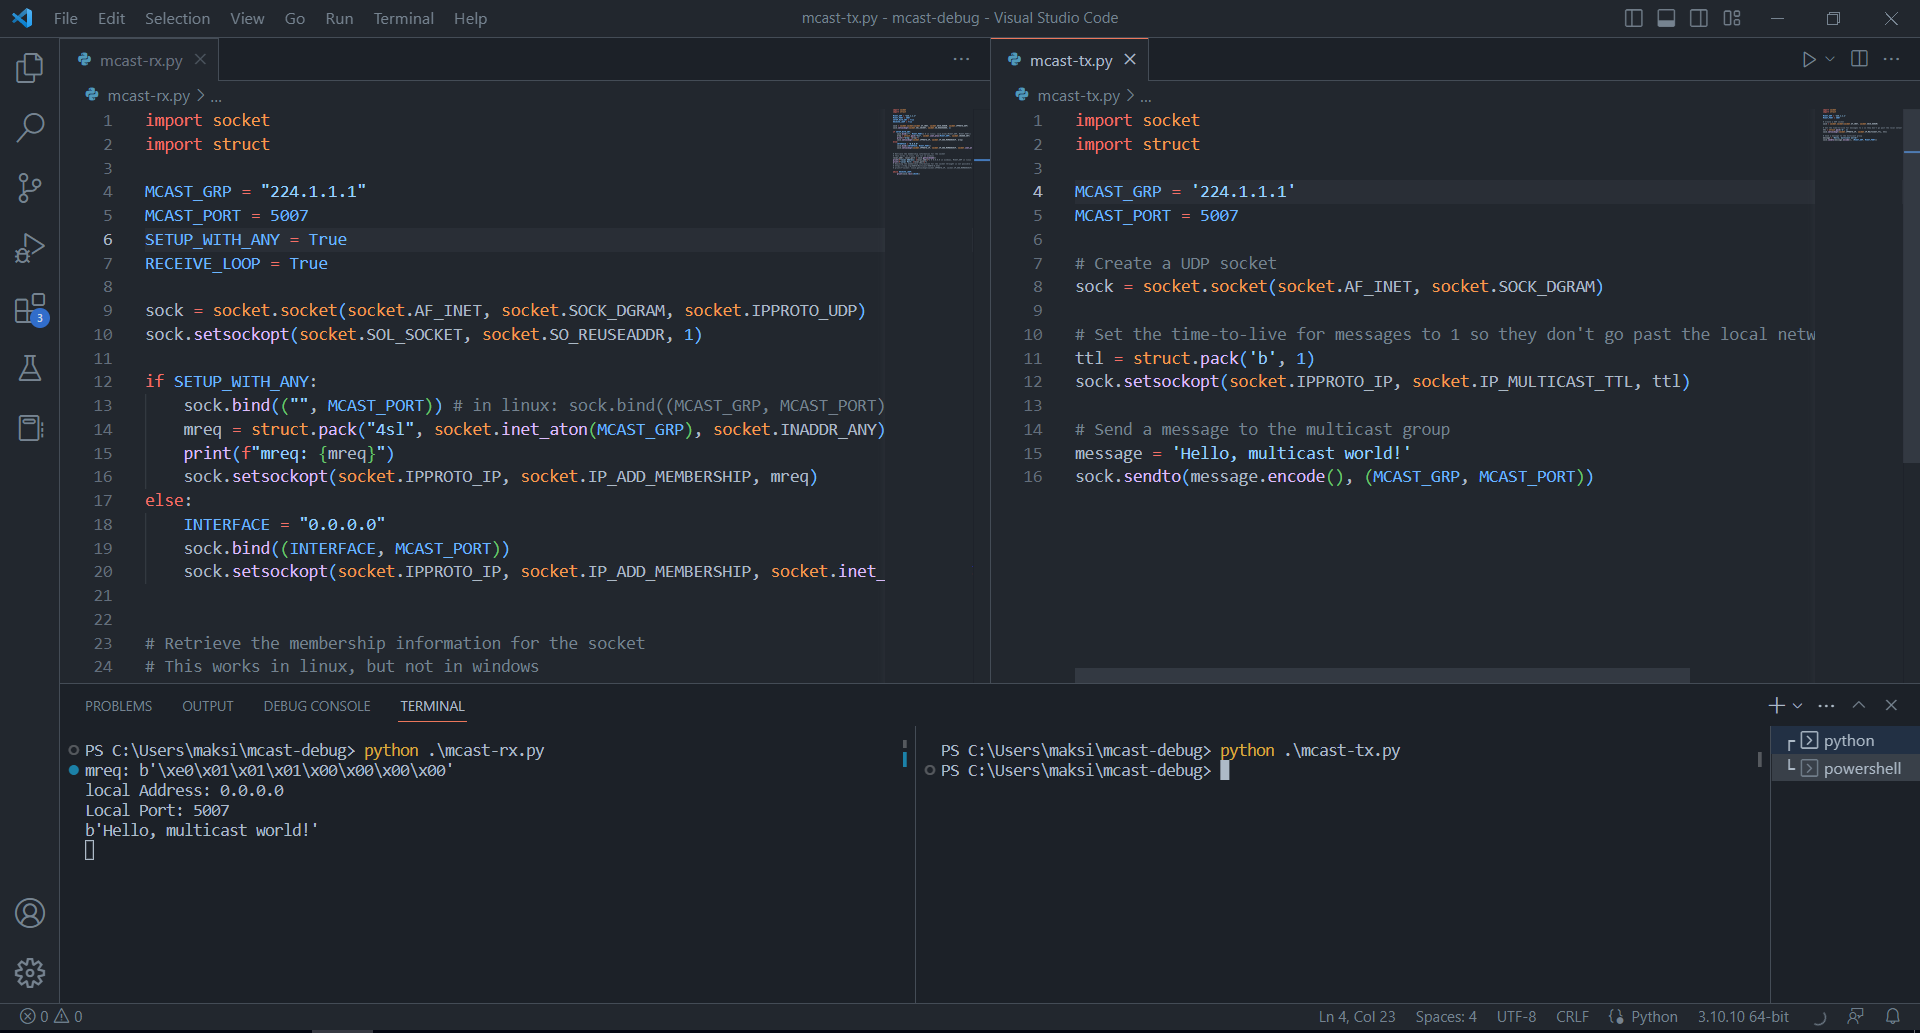 File Edit Selection View Go Run Terminal Help
mcast-tx.py - mcast-debug - Visual Studio Code
mcast-rx.py
mcast-rx.py > ...
1 import socket
2 import struct
3
4 MCAST_GRP = "224.1.1.1"
5 MCAST_PORT = 5007
6 SETUP_WITH_ANY = True
7 RECEIVE_LOOP = True
8
9 sock = socket.socket(socket.AF_INET, socket.SOCK_DGRAM, socket.IPPROTO_UDP)
10 sock.setsockopt(socket.SOL_SOCKET, socket.SO_REUSEADDR, 1)
11
12 if SETUP_WITH_ANY:
13 sock.bind(("", MCAST_PORT)) # in linux: sock.bind((MCAST_GRP, MCAST_PORT)
14 mreq = struct.pack("4sl", socket.inet_aton(MCAST_GRP), socket.INADDR_ANY)
15 print(f"mreq: {mreq}")
16 sock.setsockopt(socket.IPPROTO_IP, socket.IP_ADD_MEMBERSHIP, mreq)
17 else:
18 INTERFACE = "0.0.0.0"
19 sock.bind((INTERFACE, MCAST_PORT))
20 sock.setsockopt(socket.IPPROTO_IP, socket.IP_ADD_MEMBERSHIP, socket.inet_
21
22
23 # Retrieve the membership information for the socket
24 # This works in linux, but not in windows
mcast-tx.py
mcast-tx.py > ...
1 import socket
2 import struct
3
4 MCAST_GRP = '224.1.1.1'
5 MCAST_PORT = 5007
6
7 # Create a UDP socket
8 sock = socket.socket(socket.AF_INET, socket.SOCK_DGRAM)
9
10 # Set the time-to-live for messages to 1 so they don't go past the local netw
11 ttl = struct.pack('b', 1)
12 sock.setsockopt(socket.IPPROTO_IP, socket.IP_MULTICAST_TTL, ttl)
13
14 # Send a message to the multicast group
15 message = 'Hello, multicast world!'
16 sock.sendto(message.encode(), (MCAST_GRP, MCAST_PORT))
3
PROBLEMS OUTPUT DEBUG CONSOLE TERMINAL
PS C:\Users\maksi\mcast-debug> python .\mcast-rx.py
mreq: b'\xe0\x01\x01\x01\x00\x00\x00\x00'
local Address: 0.0.0.0
Local Port: 5007
b'Hello, multicast world!'
PS C:\Users\maksi\mcast-debug> python .\mcast-tx.py
PS C:\Users\maksi\mcast-debug>
python
powershell
0 0
Ln 4, Col 23 Spaces: 4 UTF-8 CRLF Python 3.10.10 64-bit